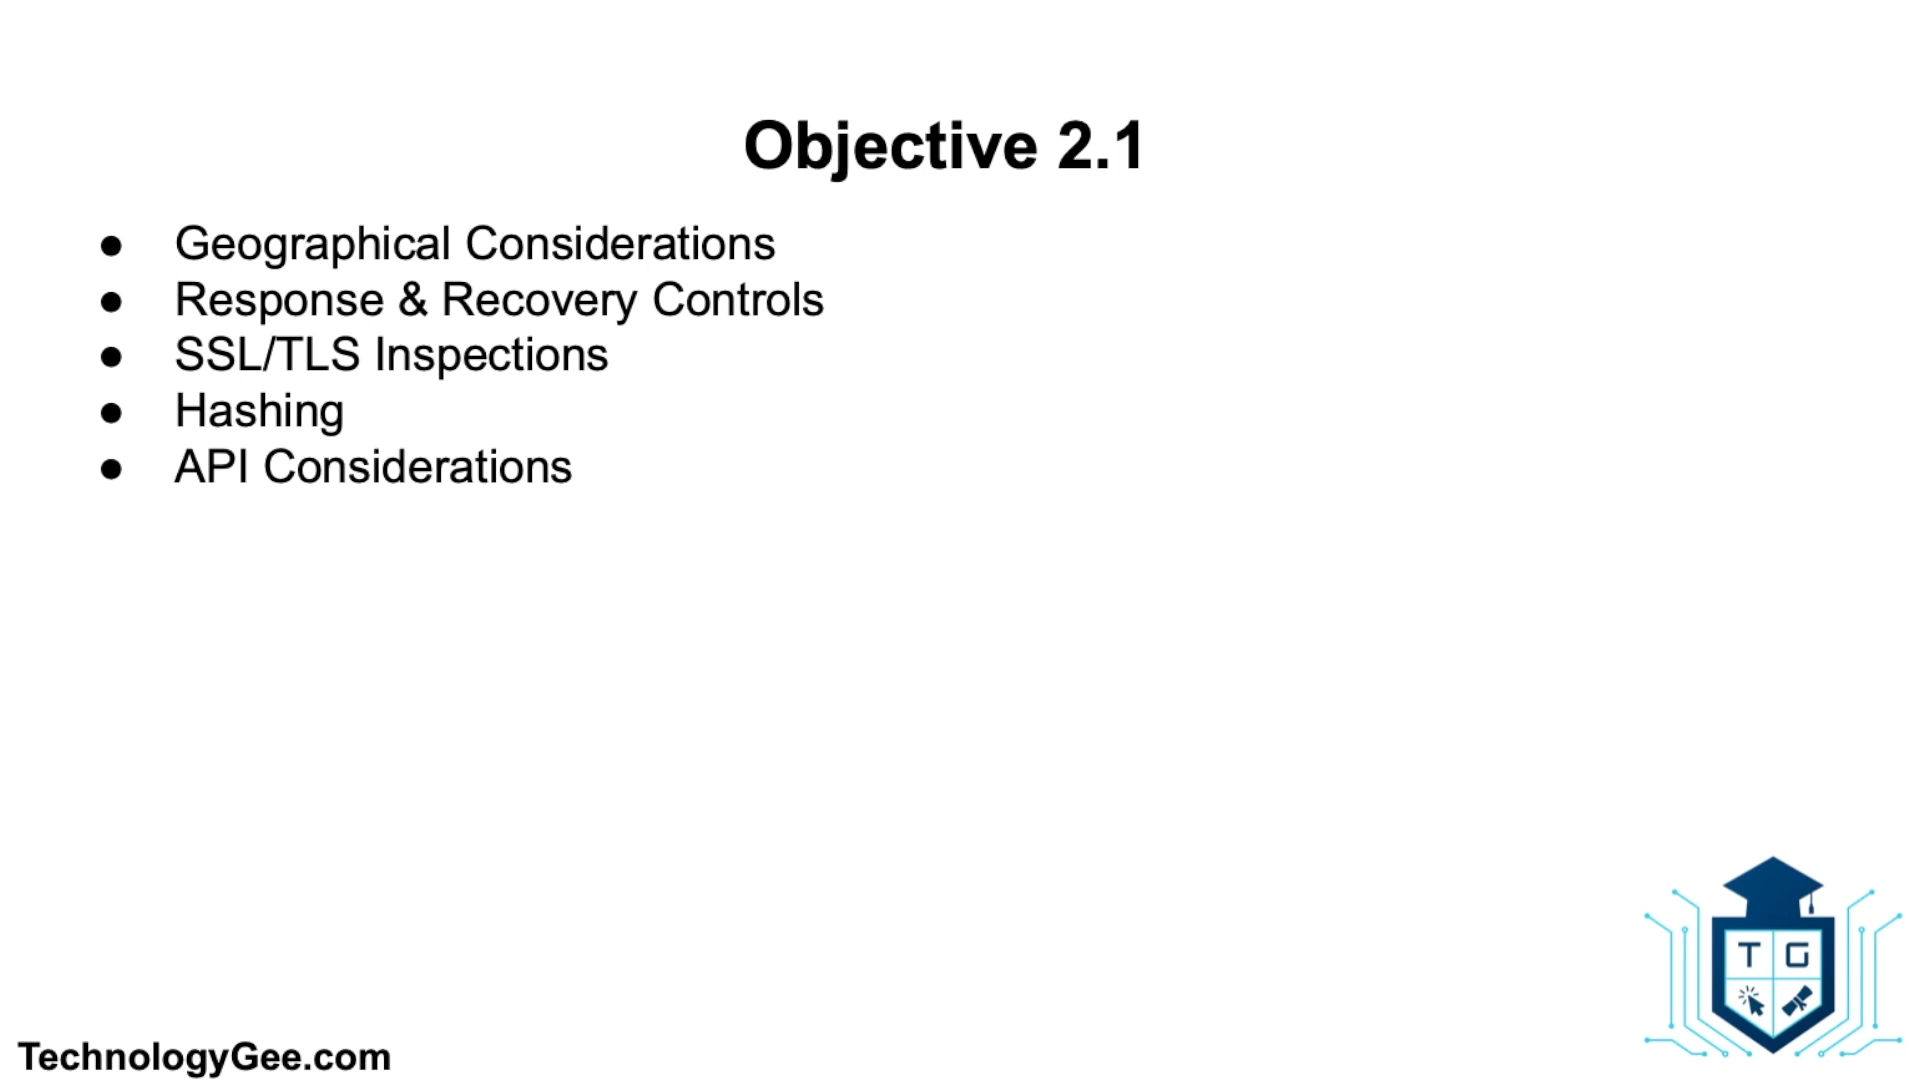 Objective 2.1
● Geographical Considerations
● Response & Recovery Controls
● SSL/TLS Inspections
● Hashing
● API Considerations
T G
TechnologyGee.com